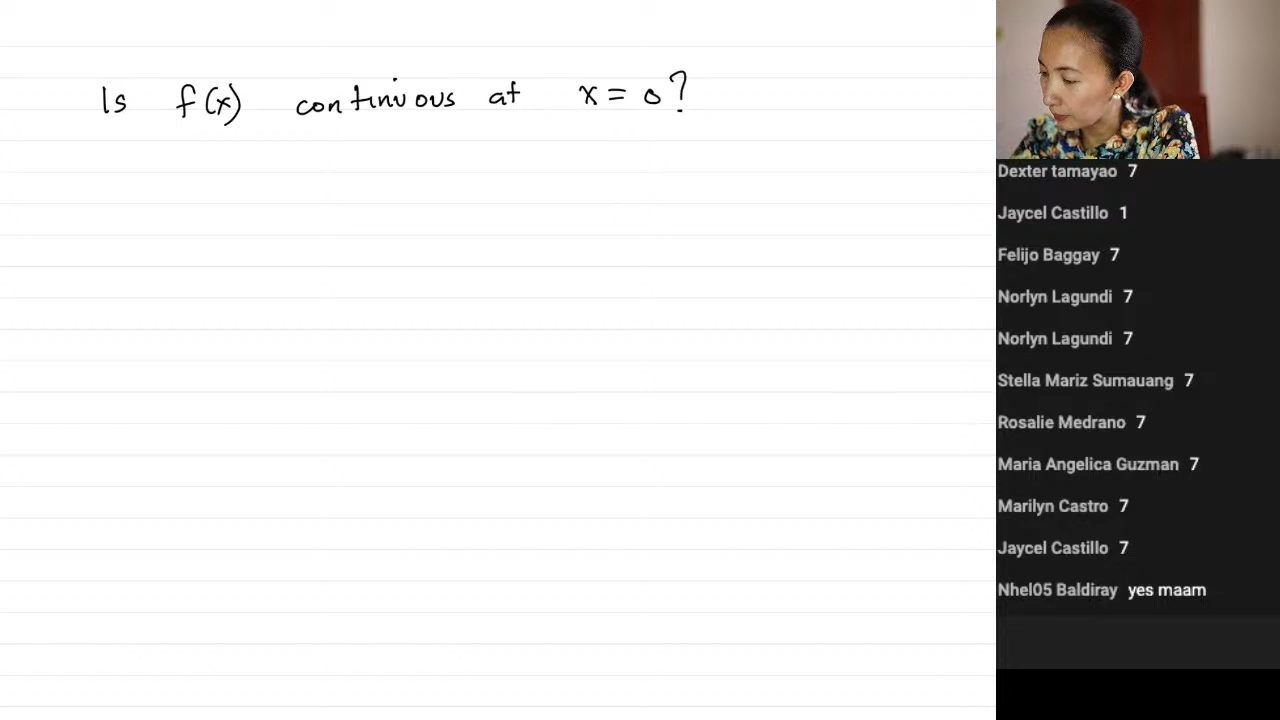 Is f(x) continuous at x = 0?
Dexter tamayao 7
Jaycel Castillo 1
Felijo Baggay 7
Norlyn Lagundi 7
Norlyn Lagundi 7
Stella Mariz Sumauang 7
Rosalie Medrano 7
Maria Angelica Guzman 7
Marilyn Castro 7
Jaycel Castillo 7
Nhel05 Baldiray yes maam